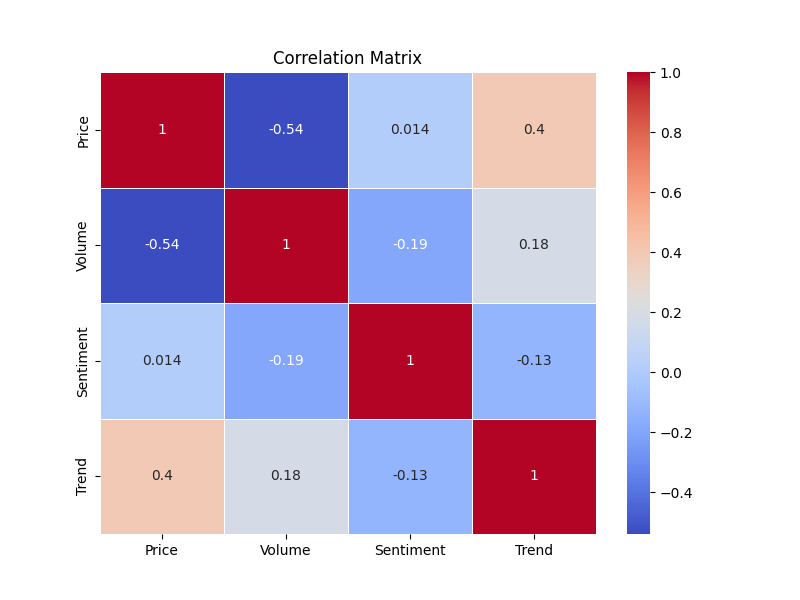 Correlation Matrix
Price 1 -0.54 0.014 0.4
Volume -0.54 1 -0.19 0.18
Sentiment 0.014 -0.19 1 -0.13
Trend 0.4 0.18 -0.13 1
Price Volume Sentiment Trend
1.0
0.8
0.6
0.4
0.2
0.0
−0.2
−0.4